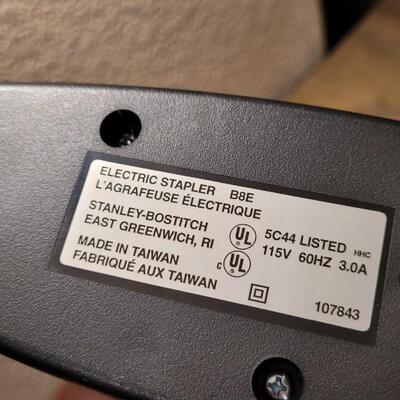 ELECTRIC STAPLER B8E
L'AGRAFEUSE ÉLECTRIQUE
STANLEY-BOSTITCH
EAST GREENWICH, RI
MADE IN TAIWAN
FABRIQUÉ AUX TAIWAN
UL 5C44 LISTED HHC
115V 60HZ 3.0A
C UL
107843